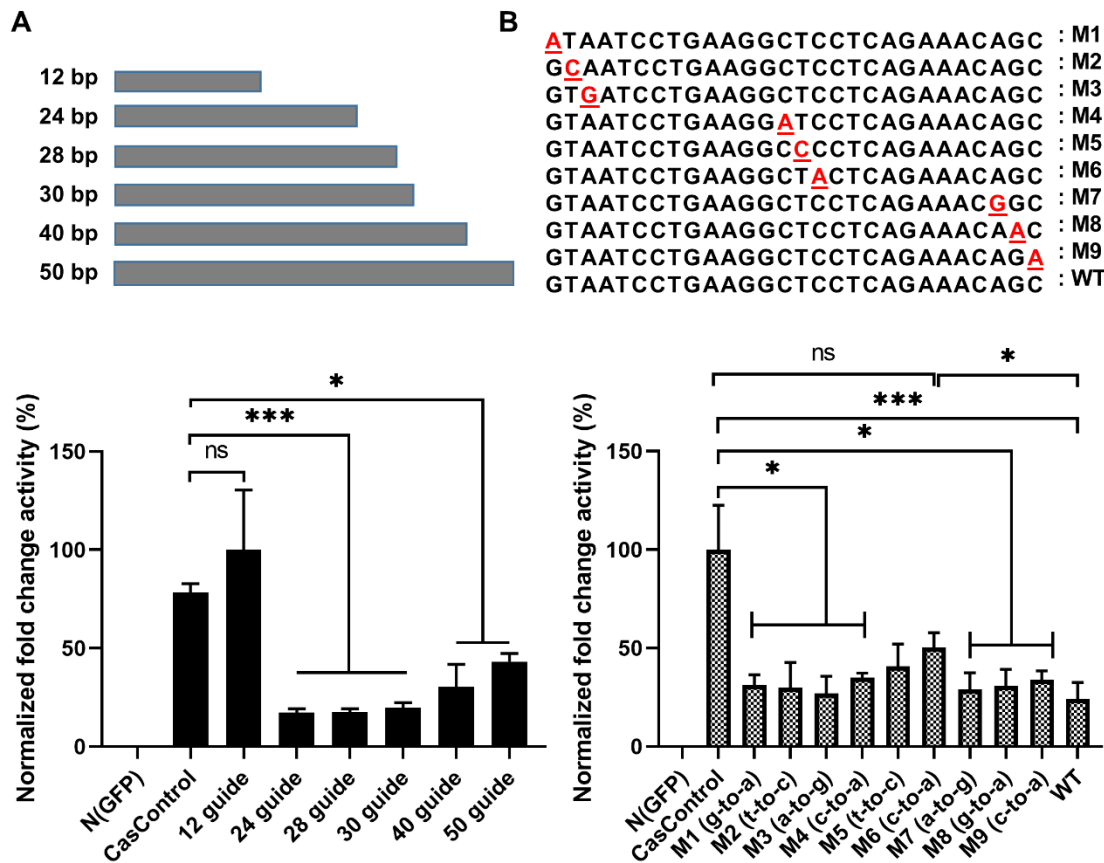 A
12 bp
24 bp
28 bp
30 bp
40 bp
50 bp
B
ATAATCCTGAAGGCTCCTCAGAAACAGC : M1
GCAATCCTGAAGGCTCCTCAGAAACAGC : M2
GTGATCCTGAAGGCTCCTCAGAAACAGC : M3
GTAATCCTGAAGGATCCTCAGAAACAGC : M4
GTAATCCTGAAGGCCCCTCAGAAACAGC : M5
GTAATCCTGAAGGCTACTCAGAAACAGC : M6
GTAATCCTGAAGGCTCCTCAGAAACGGC : M7
GTAATCCTGAAGGCTCCTCAGAAACAAC : M8
GTAATCCTGAAGGCTCCTCAGAAACAGA : M9
GTAATCCTGAAGGCTCCTCAGAAACAGC : WT
Normalized fold change activity (%)
150
100
50
0
*
***
ns
N(GFP)
CasControl
12 guide
24 guide
28 guide
30 guide
40 guide
50 guide
Normalized fold change activity (%)
150
100
50
0
ns
*
***
*
*
N(GFP)
CasControl
M1 (g-to-a)
M2 (t-to-c)
M3 (a-to-g)
M4 (c-to-a)
M5 (t-to-c)
M6 (c-to-a)
M7 (a-to-g)
M8 (g-to-a)
M9 (c-to-a)
WT